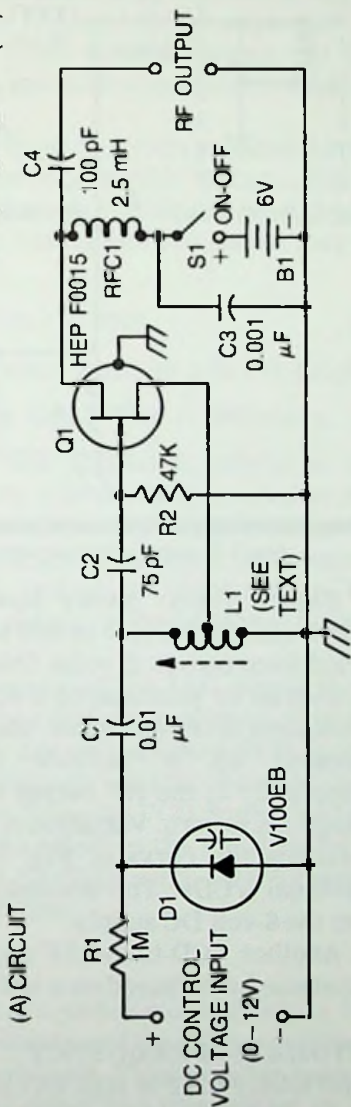 (A) CIRCUIT
DC CONTROL
VOLTAGE INPUT
(0–12V)
+
−
R1
1M
D1
V100EB
C1
0.01
μF
C2
75 pF
L1
(SEE
TEXT)
R2
47K
Q1
HEP F0015
RFC1
2.5 mH
C4
100 pF
C3
0.001
μF
S1
ON-OFF
+
6V
−
B1
RF OUTPUT